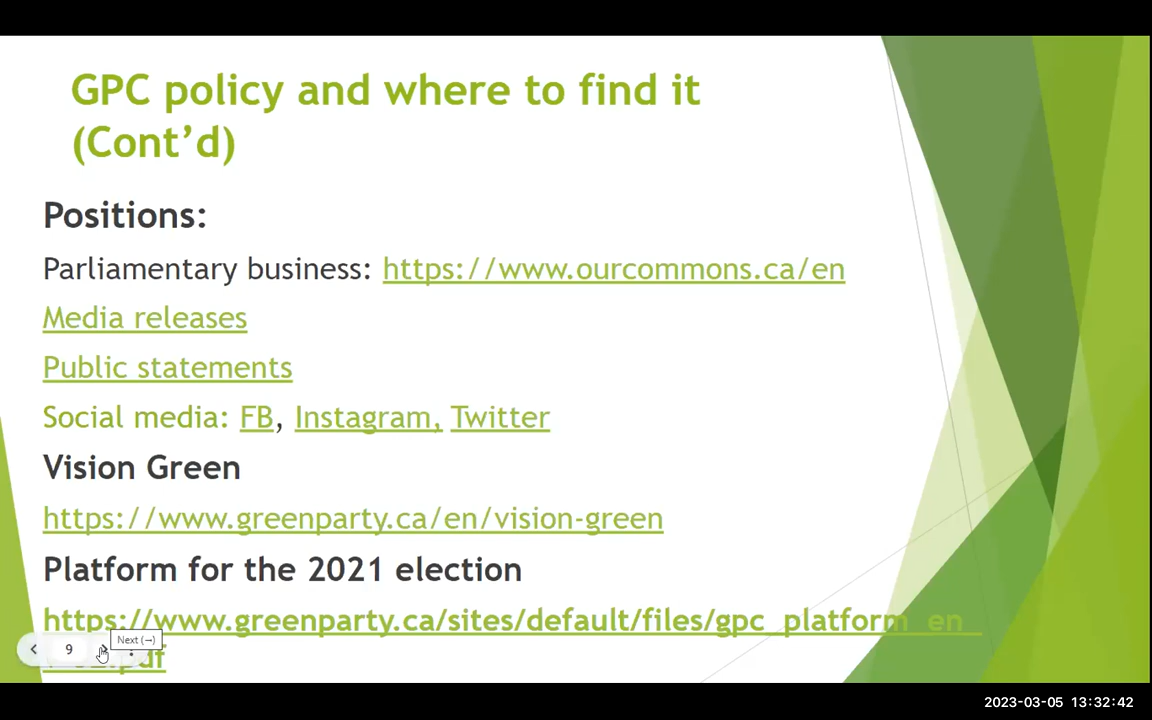 GPC policy and where to find it
(Cont’d)
Positions:
Parliamentary business: https://www.ourcommons.ca/en
Media releases
Public statements
Social media: FB, Instagram, Twitter
Vision Green
https://www.greenparty.ca/en/vision-green
Platform for the 2021 election
https://www.greenparty.ca/sites/default/files/gpc_platform_en_
Next (→)
9
pdf
2023-03-05 13:32:42